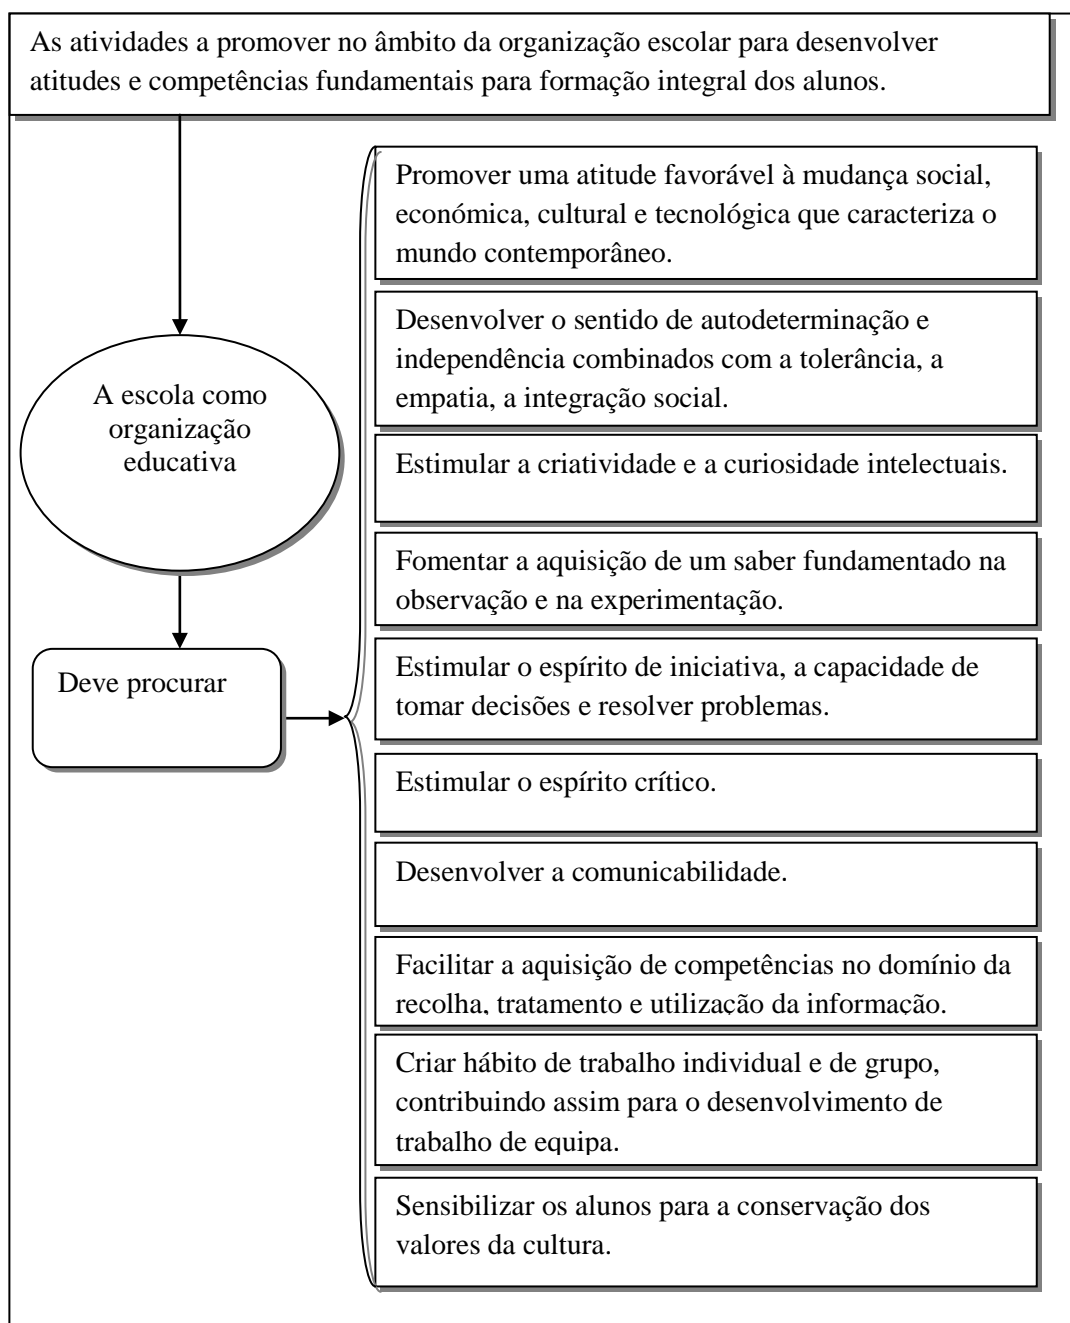 As atividades a promover no âmbito da organização escolar para desenvolver
atitudes e competências fundamentais para formação integral dos alunos.
A escola como
organização
educativa
Deve procurar
Promover uma atitude favorável à mudança social,
económica, cultural e tecnológica que caracteriza o
mundo contemporâneo.
Desenvolver o sentido de autodeterminação e
independência combinados com a tolerância, a
empatia, a integração social.
Estimular a criatividade e a curiosidade intelectuais.
Fomentar a aquisição de um saber fundamentado na
observação e na experimentação.
Estimular o espírito de iniciativa, a capacidade de
tomar decisões e resolver problemas.
Estimular o espírito crítico.
Desenvolver a comunicabilidade.
Facilitar a aquisição de competências no domínio da
recolha, tratamento e utilização da informação.
Criar hábito de trabalho individual e de grupo,
contribuindo assim para o desenvolvimento de
trabalho de equipa.
Sensibilizar os alunos para a conservação dos
valores da cultura.